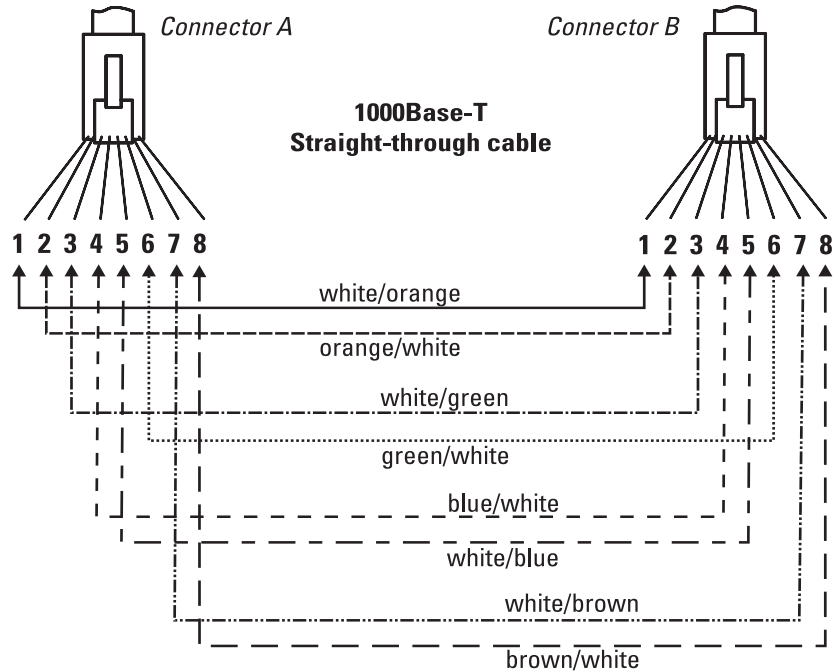 Connector A
Connector B
1000Base-T
Straight-through cable
1 2 3 4 5 6 7 8
1 2 3 4 5 6 7 8
white/orange
orange/white
white/green
green/white
blue/white
white/blue
white/brown
brown/white